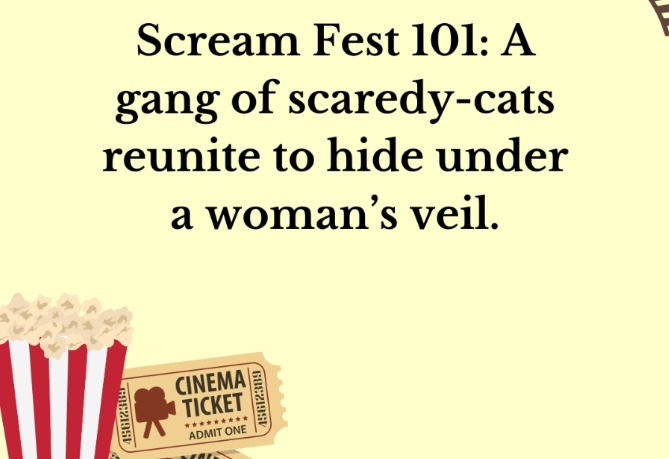 Scream Fest 101: A
gang of scaredy-cats
reunite to hide under
a woman's veil.
CINEMA
TICKET
ADMIT ONE